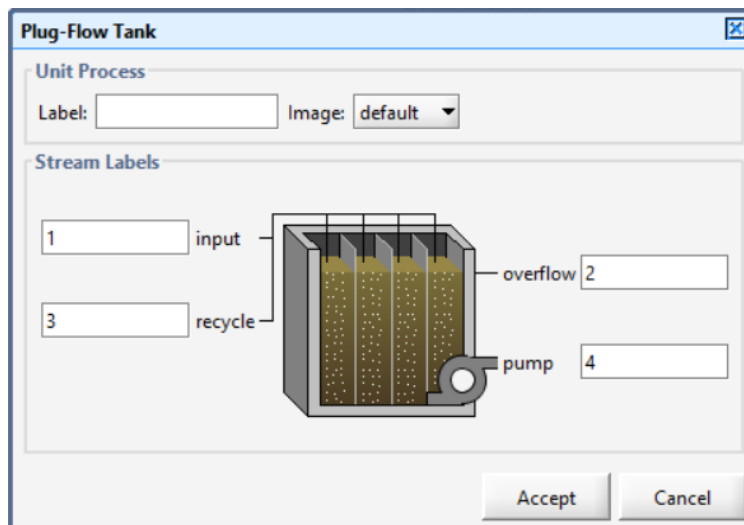 Plug-Flow Tank
Unit Process
Label: Image: default
Stream Labels
1 input
overflow 2
3 recycle
pump 4
Accept Cancel